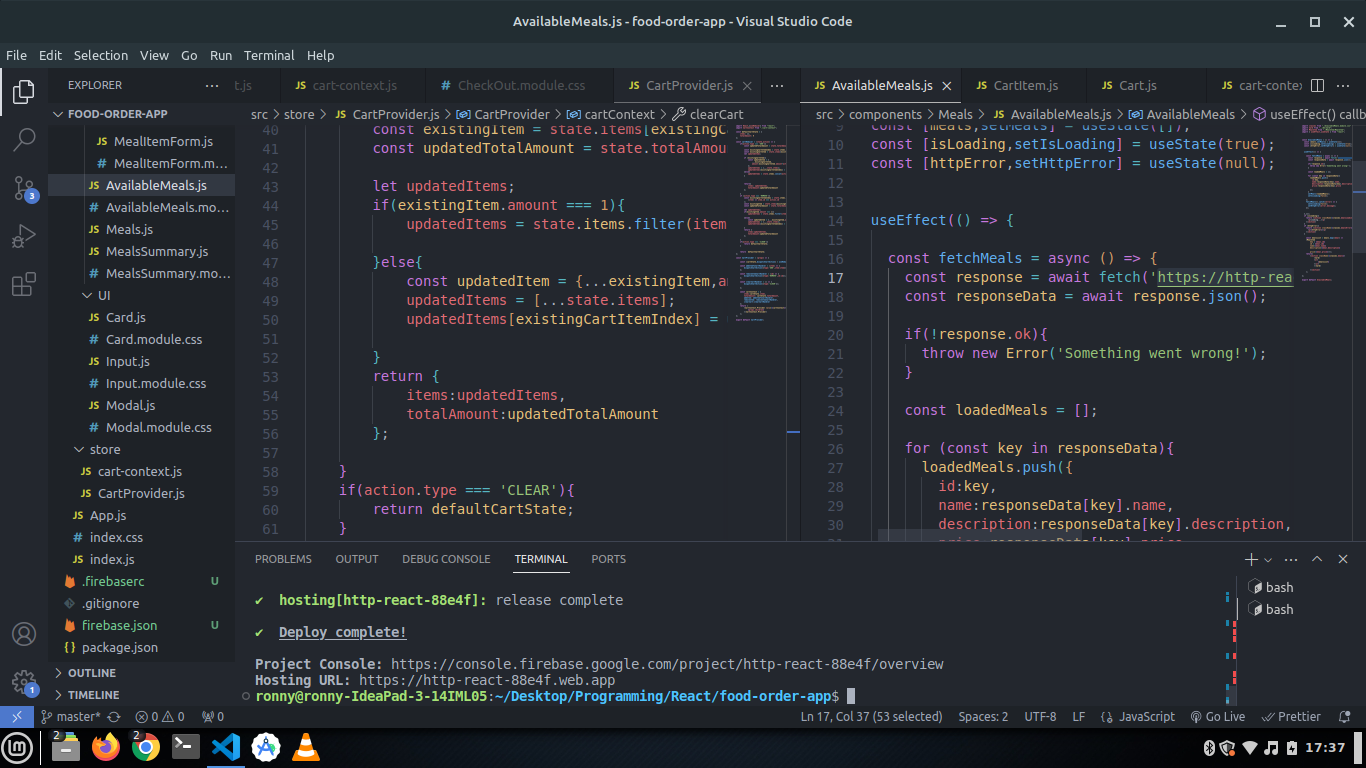 AvailableMeals.js - food-order-app - Visual Studio Code
File Edit Selection View Go Run Terminal Help
EXPLORER
FOOD-ORDER-APP
MealItemForm.js
MealItemForm.m...
AvailableMeals.js
AvailableMeals.mo...
Meals.js
MealsSummary.js
MealsSummary.mo...
UI
Card.js
Card.module.css
Input.js
Input.module.css
Modal.js
Modal.module.css
store
cart-context.js
CartProvider.js
App.js
index.css
index.js
.firebaserc U
.gitignore
firebase.json U
package.json
OUTLINE
TIMELINE
t.js cart-context.js CheckOut.module.css CartProvider.js
src > store > CartProvider.js > CartProvider > cartContext > clearCart
40 const existingItem = state.items[existingC
41 const updatedTotalAmount = state.totalAmou
42
43 let updatedItems;
44 if(existingItem.amount === 1){
45 updatedItems = state.items.filter(item
46
47 }else{
48 const updatedItem = {...existingItem,a
49 updatedItems = [...state.items];
50 updatedItems[existingCartItemIndex] =
51
52 }
53 return {
54 items:updatedItems,
55 totalAmount:updatedTotalAmount
56 };
57
58 }
59 if(action.type === 'CLEAR'){
60 return defaultCartState;
61 }
AvailableMeals.js CartItem.js Cart.js cart-contex
src > components > Meals > AvailableMeals.js > AvailableMeals > useEffect() callb
9 const [meals,setMeals] = useState([]);
10 const [isLoading,setIsLoading] = useState(true);
11 const [httpError,setHttpError] = useState(null);
12
13
14 useEffect(() => {
15
16 const fetchMeals = async () => {
17 const response = await fetch('https://http-rea
18 const responseData = await response.json();
19
20 if(!response.ok){
21 throw new Error('Something went wrong!');
22 }
23
24 const loadedMeals = [];
25
26 for (const key in responseData){
27 loadedMeals.push({
28 id:key,
29 name:responseData[key].name,
30 description:responseData[key].description,
31 price:responseData[key].price
PROBLEMS OUTPUT DEBUG CONSOLE TERMINAL PORTS
✔ hosting[http-react-88e4f]: release complete
✔ Deploy complete!
Project Console: https://console.firebase.google.com/project/http-react-88e4f/overview
Hosting URL: https://http-react-88e4f.web.app
ronny@ronny-IdeaPad-3-14IML05:~/Desktop/Programming/React/food-order-app$
bash
bash
3
1
master* 0 0 0 Ln 17, Col 37 (53 selected) Spaces: 2 UTF-8 LF JavaScript Go Live Prettier
2 2 17:37